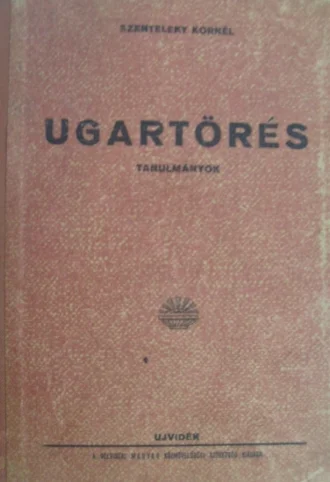 SZENTELEKY KORNÉL
UGARTÖRÉS
TANULMÁNYOK
UJVIDÉK
A